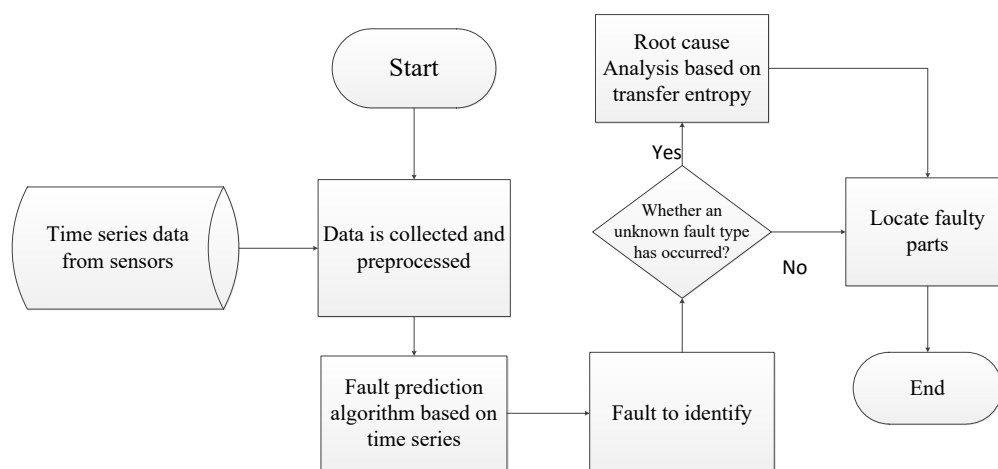 Start
Time series data
from sensors
Data is collected and
preprocessed
Fault prediction
algorithm based on
time series
Fault to identify
Whether an
unknown fault type
has occurred?
Yes
Root cause
Analysis based on
transfer entropy
No
Locate faulty
parts
End